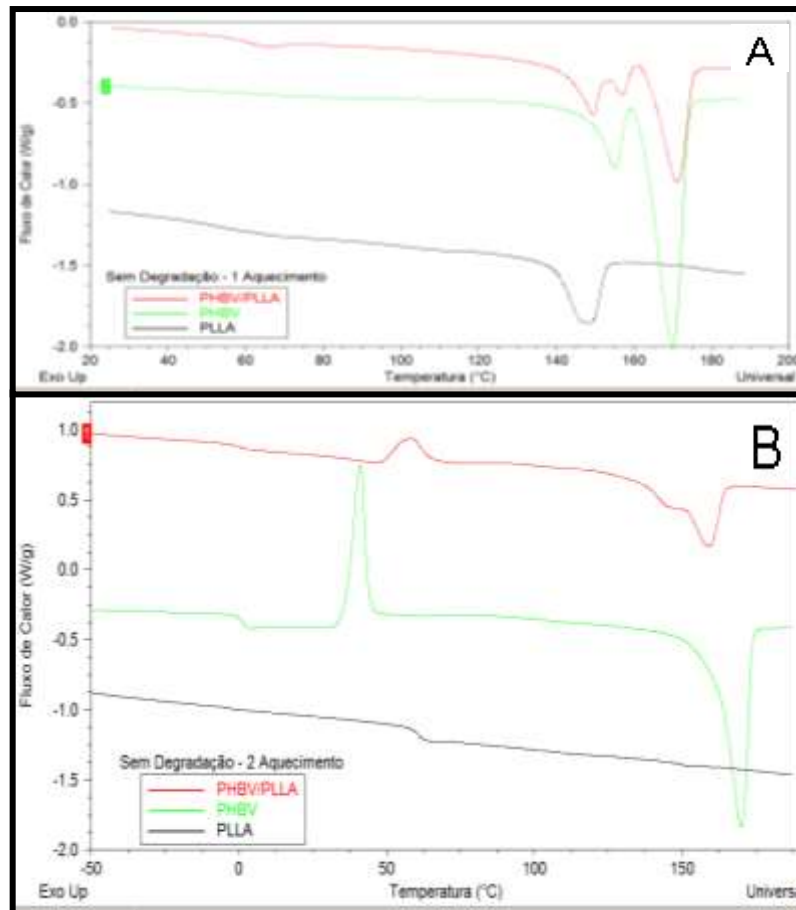 A
0.0
-0.5
-1.0
-1.5
-2.0
Fluxo de Calor (W/g)
Sem Degradação - 1 Aquecimento
PHBV/PLLA
PHBV
PLLA
20 40 60 80 100 120 140 160 180 200
Exo Up Temperatura (°C) Universal
B
1.0
0.5
0.0
-0.5
-1.0
-1.5
-2.0
Fluxo de Calor (W/g)
Sem Degradação - 2 Aquecimento
PHBV/PLLA
PHBV
PLLA
-50 0 50 100 150
Exo Up Temperatura (°C) Universa